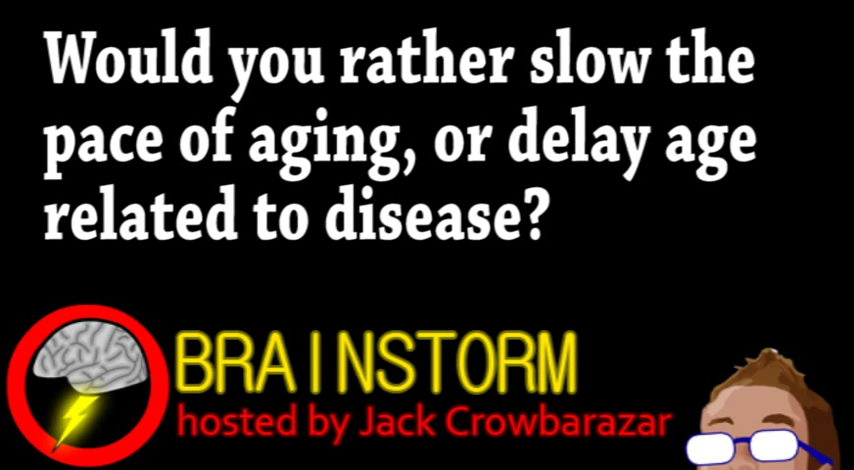 Would you rather slow the
pace of aging, or delay age
related to disease?
BRAINSTORM
hosted by Jack Crowbarazar